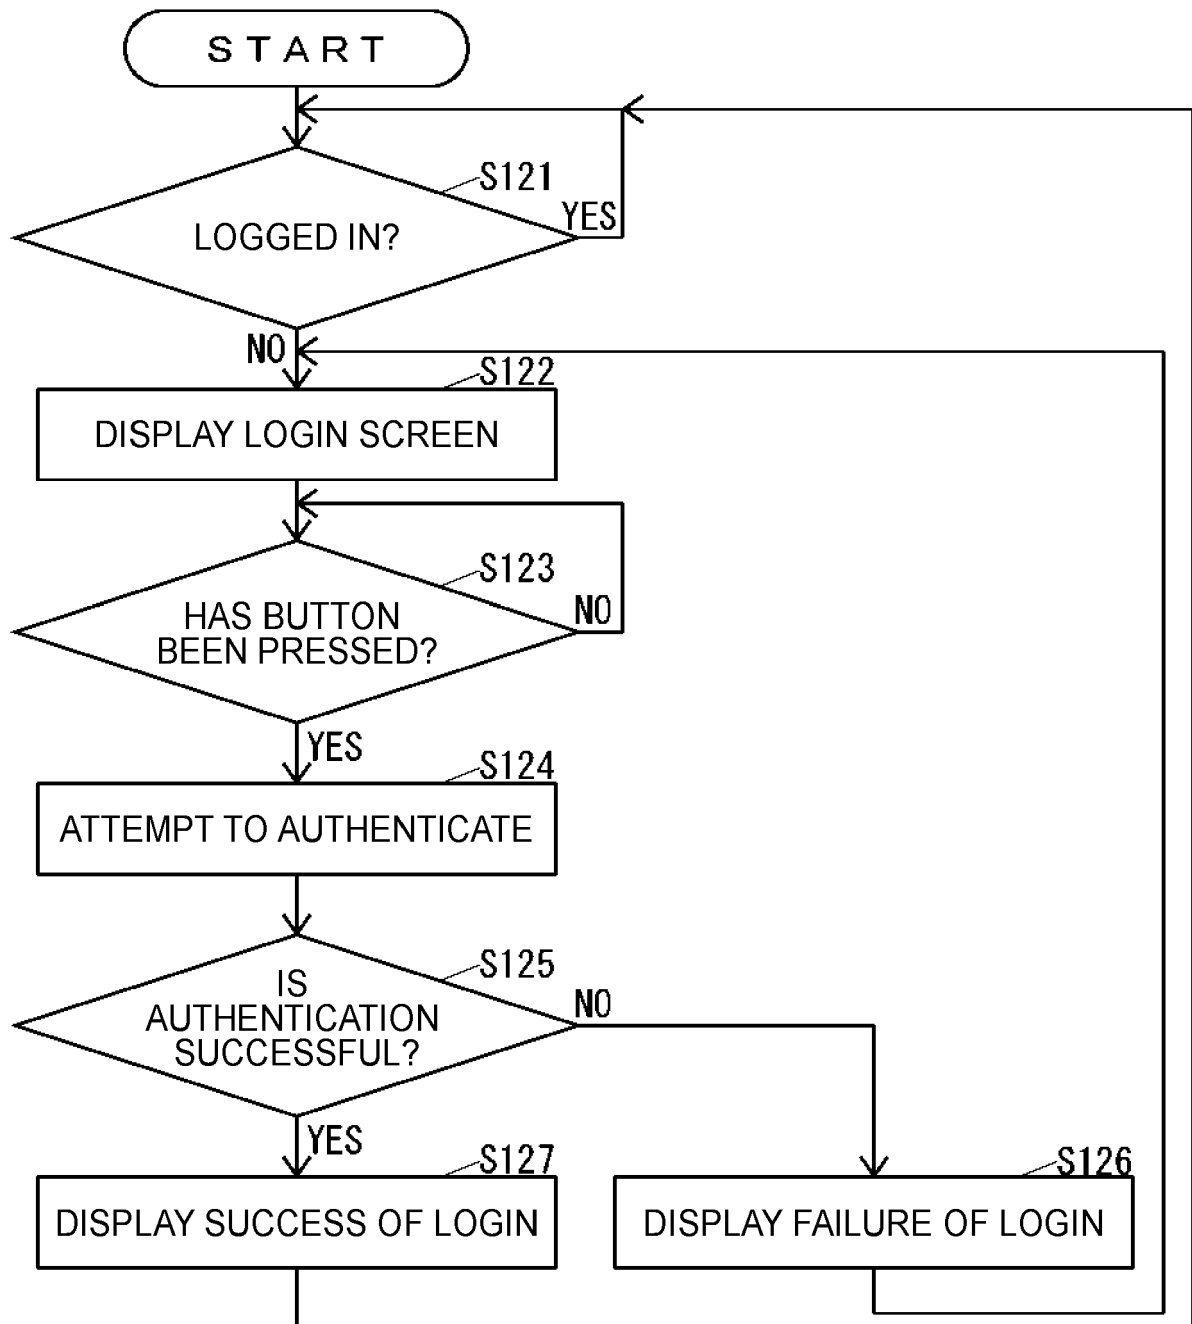 START
S121
LOGGED IN?
YES
NO
S122
DISPLAY LOGIN SCREEN
S123
HAS BUTTON
BEEN PRESSED?
NO
YES
S124
ATTEMPT TO AUTHENTICATE
S125
IS
AUTHENTICATION
SUCCESSFUL?
NO
YES
S127
DISPLAY SUCCESS OF LOGIN
S126
DISPLAY FAILURE OF LOGIN